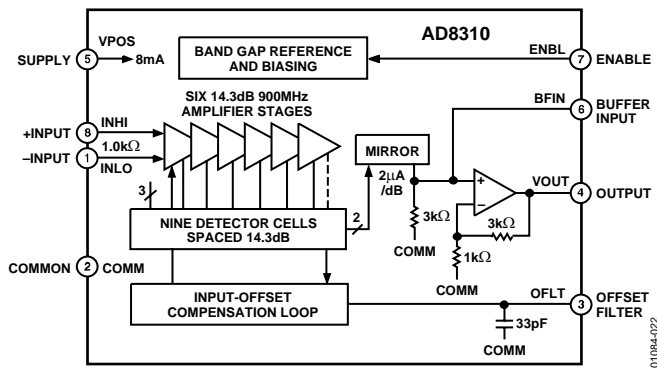 AD8310
SUPPLY
5
VPOS
8mA
BAND GAP REFERENCE
AND BIASING
ENBL
7
ENABLE
SIX 14.3dB 900MHz
AMPLIFIER STAGES
BFIN
6
BUFFER
INPUT
+INPUT
8
INHI
–INPUT
1
1.0kΩ
INLO
MIRROR
2µA
/dB
3
NINE DETECTOR CELLS
SPACED 14.3dB
2
3kΩ
COMM
+
–
VOUT
4
OUTPUT
3kΩ
1kΩ
COMM
COMMON
2
COMM
INPUT-OFFSET
COMPENSATION LOOP
OFLT
3
OFFSET
FILTER
33pF
COMM
01084-022